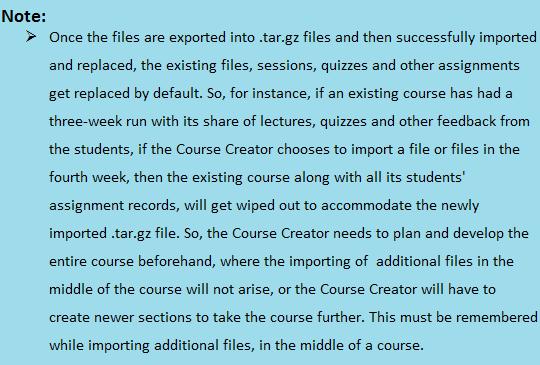 Note:
➢ Once the files are exported into .tar.gz files and then successfully imported
and replaced, the existing files, sessions, quizzes and other assignments
get replaced by default. So, for instance, if an existing course has had a
three-week run with its share of lectures, quizzes and other feedback from
the students, if the Course Creator chooses to import a file or files in the
fourth week, then the existing course along with all its students'
assignment records, will get wiped out to accommodate the newly
imported .tar.gz file. So, the Course Creator needs to plan and develop the
entire course beforehand, where the importing of  additional files in the
middle of the course will not arise, or the Course Creator will have to
create newer sections to take the course further. This must be remembered
while importing additional files, in the middle of a course.